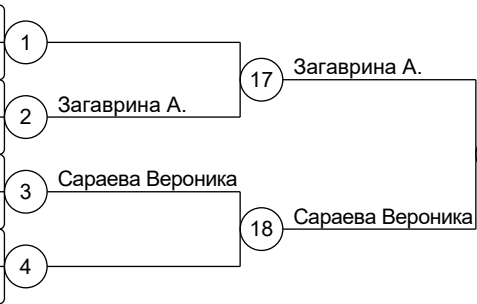 1
Загаврина А.
17
2 Загаврина А.
3 Сараева Вероника
18 Сараева Вероника
4